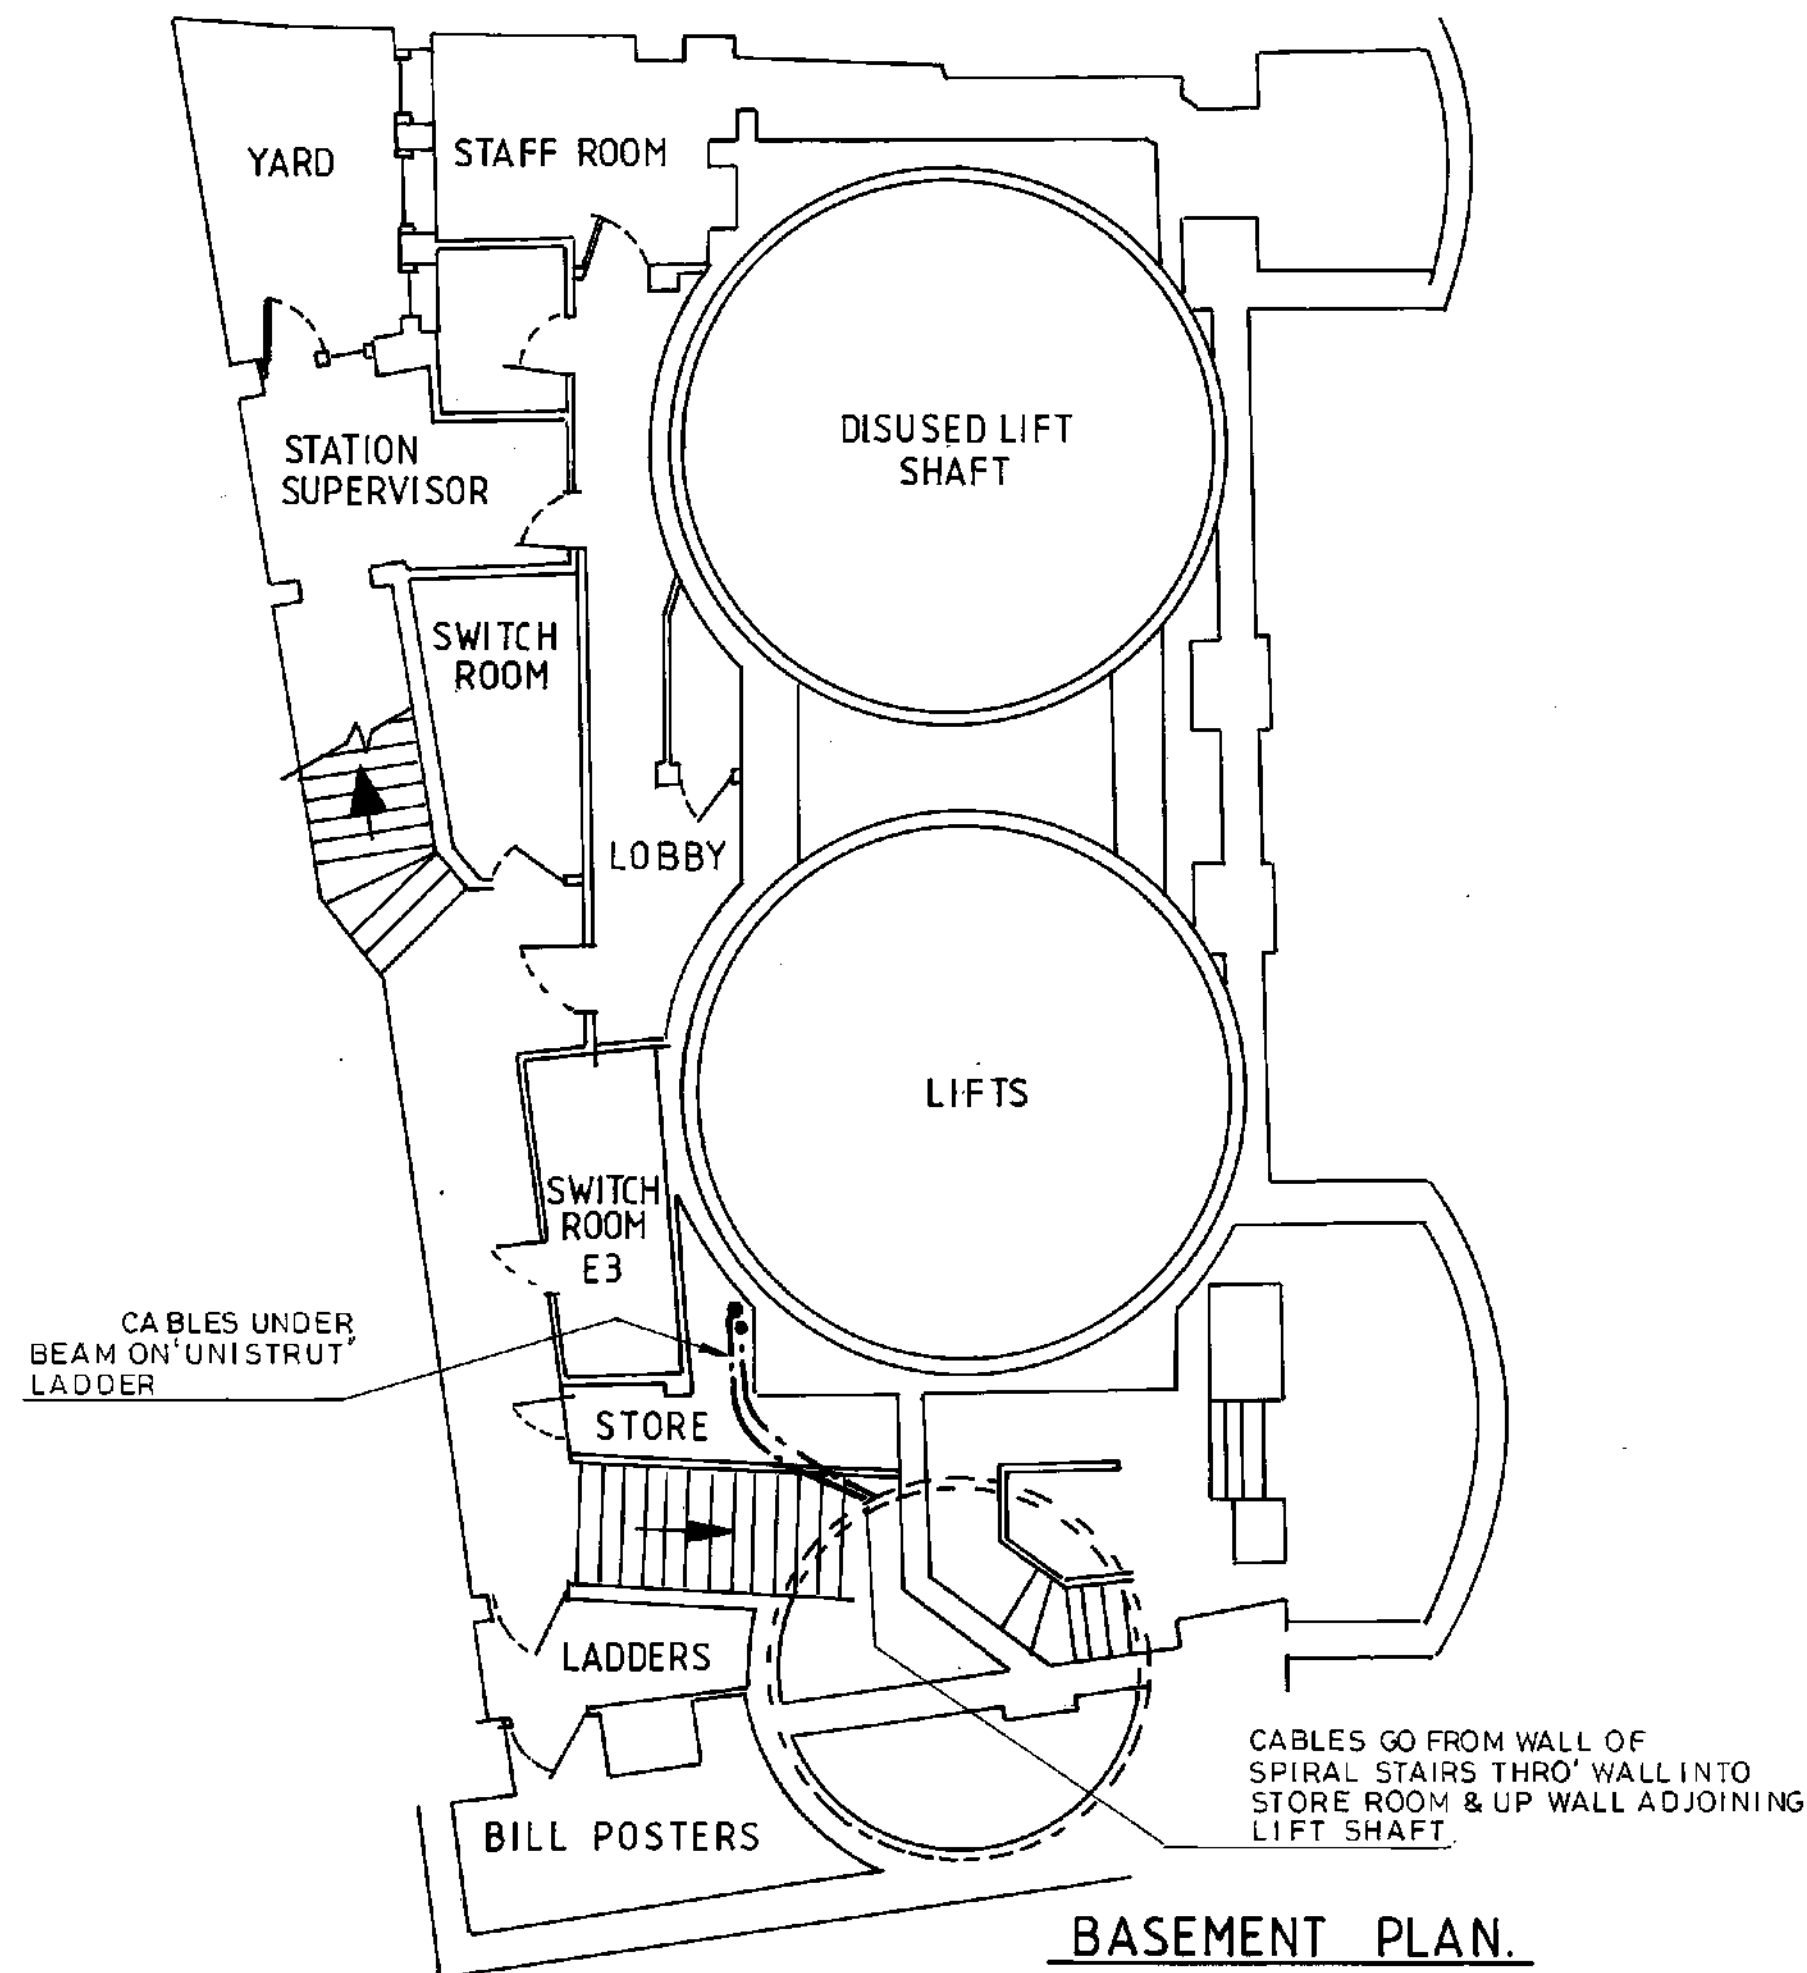 YARD
STAFF ROOM
DISUSED LIFT
SHAFT
STATION
SUPERVISOR
SWITCH
ROOM
LOBBY
LIFTS
SWITCH
ROOM
E3
CABLES UNDER
BEAM ON 'UNISTRUT"
LADDER
STORE
LADDERS
CABLES GO FROM WALL OF
SPIRAL STAIRS THRO' WALL INTO
STORE ROOM & UP WALL ADJOINING
LIFT SHAFT.
BILL POSTERS
BASEMENT PLAN.